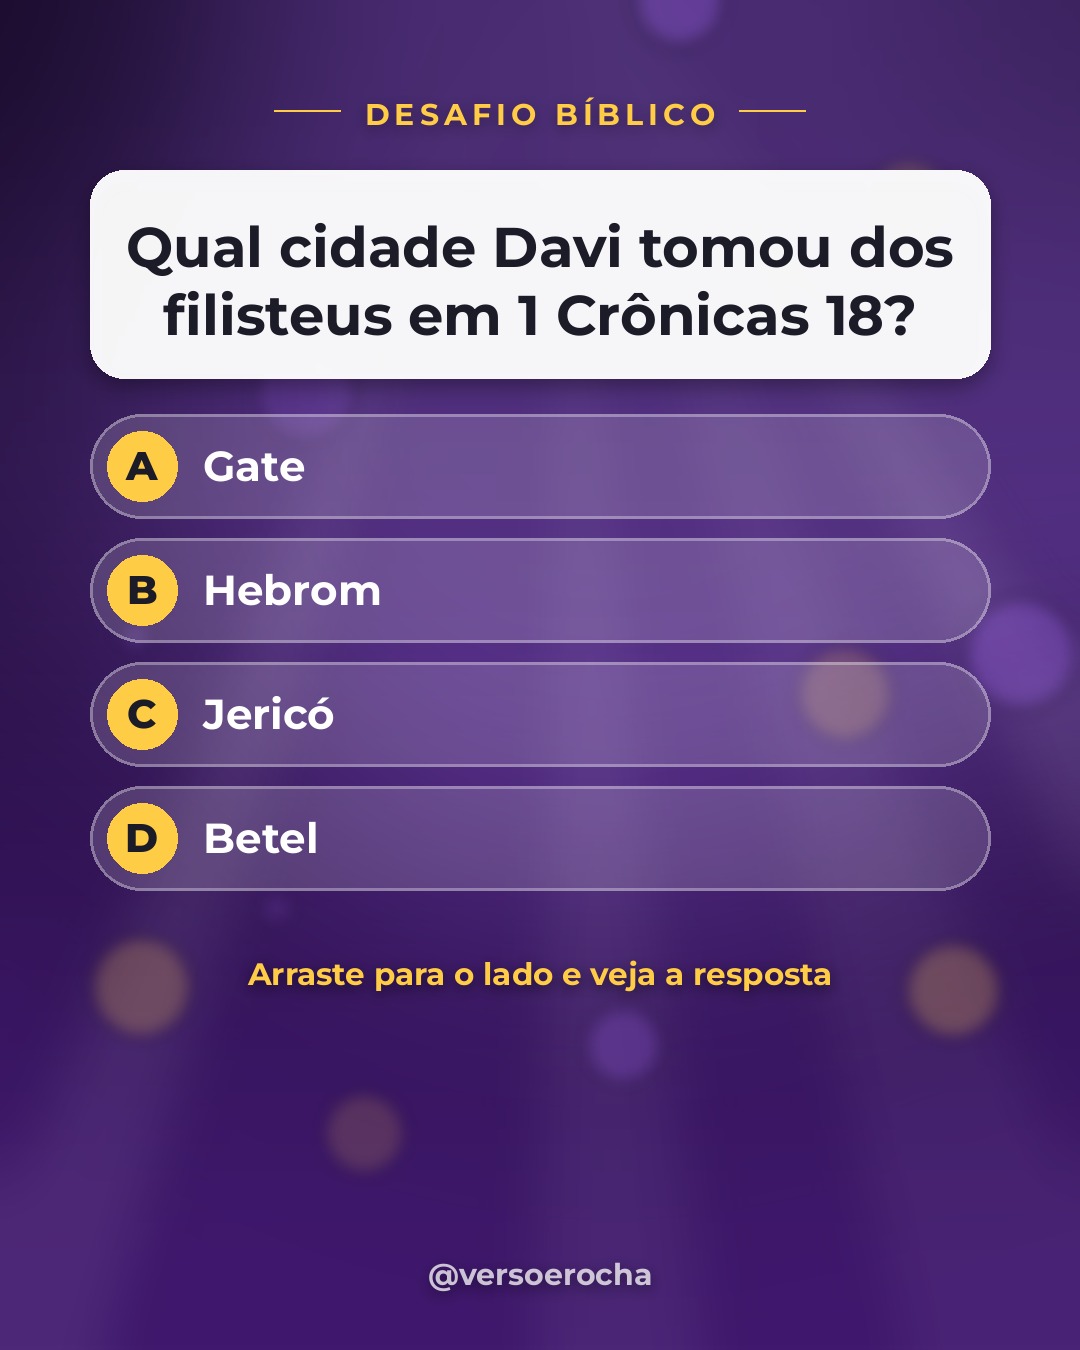 DESAFIO BÍBLICO
Qual cidade Davi tomou dos
filisteus em 1 Crônicas 18?
A Gate
B Hebrom
C Jericó
D Betel
Arraste para o lado e veja a resposta
@versoerocha